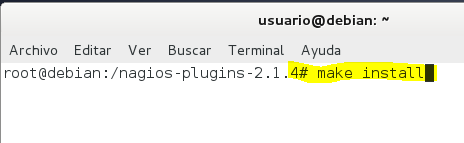 usuario@debian: ~
Archivo Editar Ver Buscar Terminal Ayuda
root@debian:/nagios-plugins-2.1.4# make install